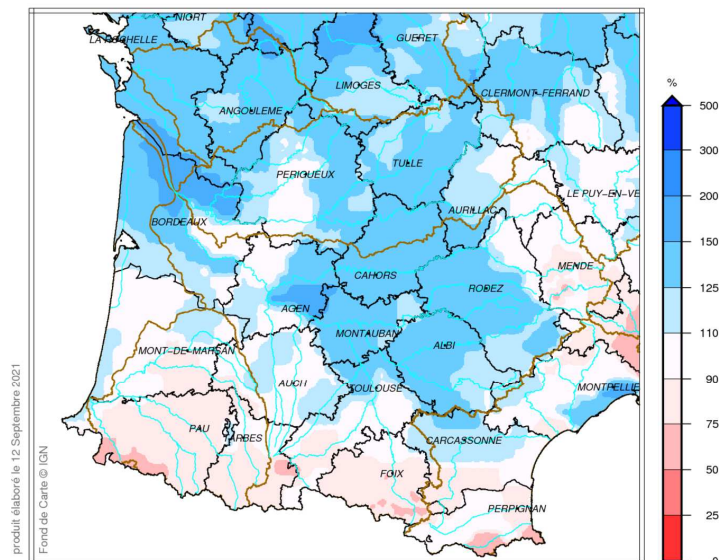 NIORT
LA ROCHELLE
GUERET
LIMOGES
CLERMONT-FERRAND
ANGOULEME
TULLE
PERIGUEUX
LE PUY-EN-VE
AURILLAC
BORDEAUX
CAHORS
MENDE
RODEZ
AGEN
MONTAUBAN
ALBI
MONT-DE-MARSAN
AUCH
TOULOUSE
MONTPELLIE
PAU
TARBES
CARCASSONNE
FOIX
PERPIGNAN
%
500
300
200
150
125
110
90
75
50
25
0
produit élaboré le 12 Septembre 2021
Fond de Carte © IGN